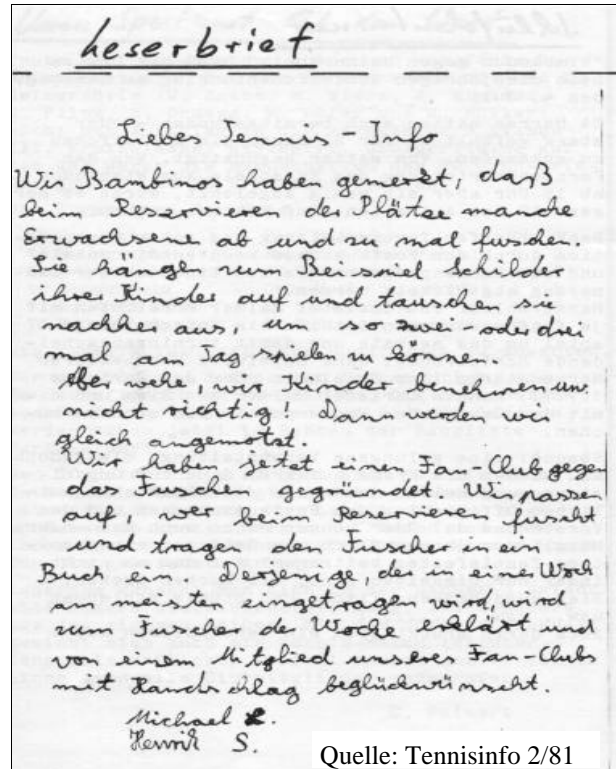 Leserbrief
Liebes Tennis-Info
Wir Bambinos haben gemerkt, daß
beim Reservieren der Plätze manche
Erwachsene ab und zu mal fuschen.
Sie hängen zum Beispiel Schilder
ihrer Kinder auf und tauschen sie
nachher aus, um so zwei oder drei
mal am Tag spielen zu können.
Aber wehe, wir Kinder benehmen uns
nicht richtig! Dann werden wir
gleich angemotzt.
Wir haben jetzt einen Fan-Club gegen
das Fuschen gegründet. Wir passen
auf, wer beim Reservieren fuscht
und tragen den Fuscher in ein
Buch ein. Derjenige, der in einer Woche
am meisten eingetragen wird, wird
zum Fuscher der Woche erklärt und
von einem Mitglied unseres Fan-Clubs
mit Handschlag beglückwünscht.
Michael L.
Henrik S.
Quelle: Tennisinfo 2/81